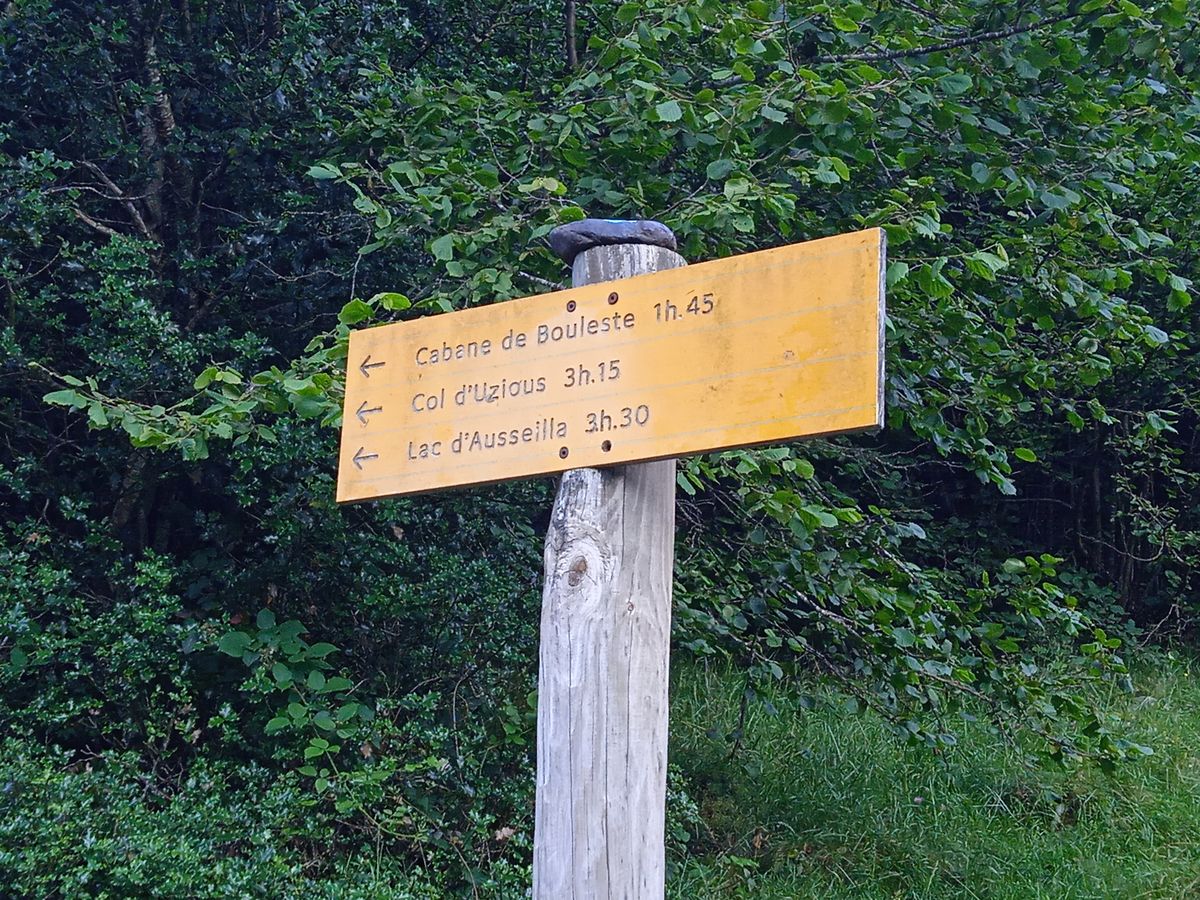 ← Cabane de Bouleste 1h.45
← Col d'Uzious 3h.15
← Lac d'Ausseilla 3h.30